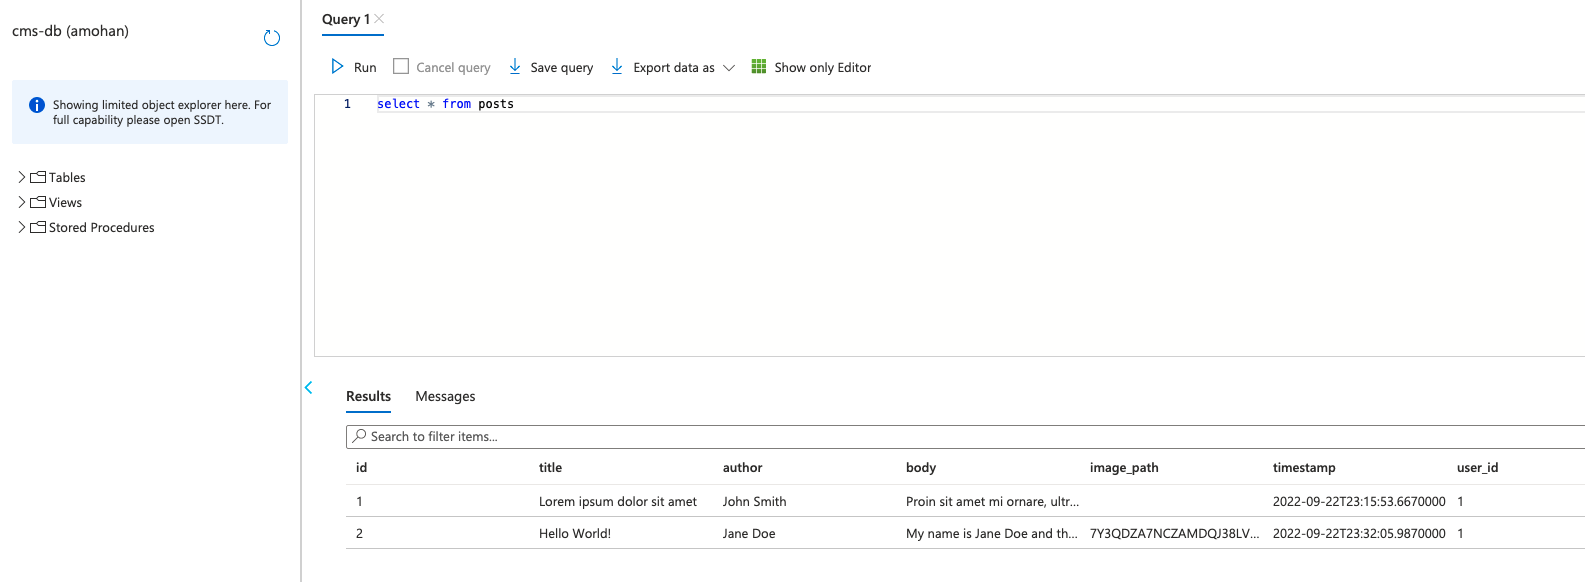 cms-db (amohan)
Showing limited object explorer here. For
full capability please open SSDT.
Tables
Views
Stored Procedures
Query 1
Run Cancel query Save query Export data as Show only Editor
1 select * from posts
Results Messages
Search to filter items...
id title author body image_path timestamp user_id
1 Lorem ipsum dolor sit amet John Smith Proin sit amet mi ornare, ultr... 2022-09-22T23:15:53.6670000 1
2 Hello World! Jane Doe My name is Jane Doe and th... 7Y3QDZA7NCZAMDQJ38LV... 2022-09-22T23:32:05.9870000 1